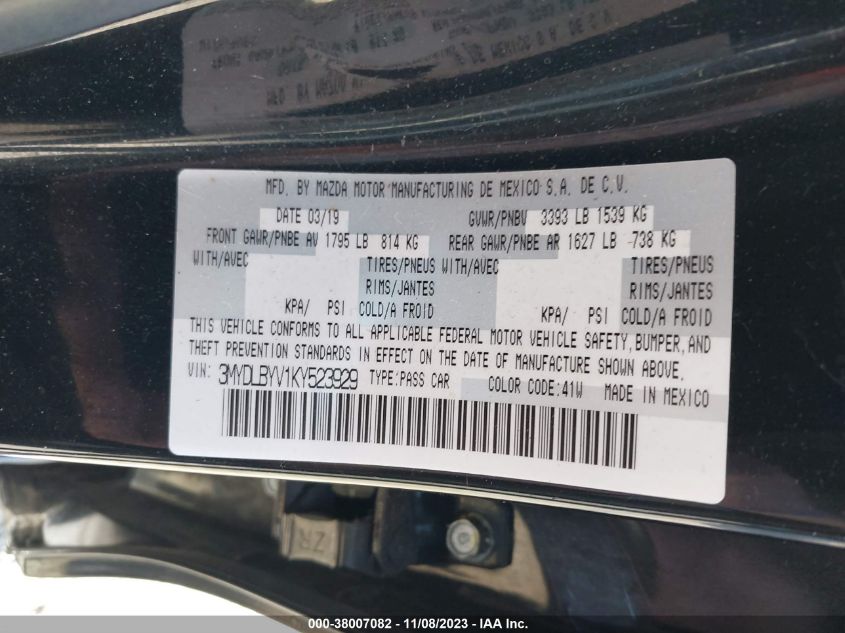 MFD. BY MAZDA MOTOR MANUFACTURING DE MEXICO S.A. DE C.V.
DATE 03/19 GVWR/PNBV 3393 LB 1539 KG
FRONT GAWR/PNBE AV 1795 LB 814 KG REAR GAWR/PNBE AR 1627 LB 738 KG
WITH/AVEC TIRES/PNEUS WITH/AVEC TIRES/PNEUS
RIMS/JANTES RIMS/JANTES
KPA/ PSI COLD/A FROID KPA/ PSI COLD/A FROID
THIS VEHICLE CONFORMS TO ALL APPLICABLE FEDERAL MOTOR VEHICLE SAFETY, BUMPER, AND
THEFT PREVENTION STANDARDS IN EFFECT ON THE DATE OF MANUFACTURE SHOWN ABOVE.
VIN: 3MYDLBYV1KY523929 TYPE:PASS CAR COLOR CODE:41W MADE IN MEXICO
ZR
000-38007082 - 11/08/2023 - IAA Inc.